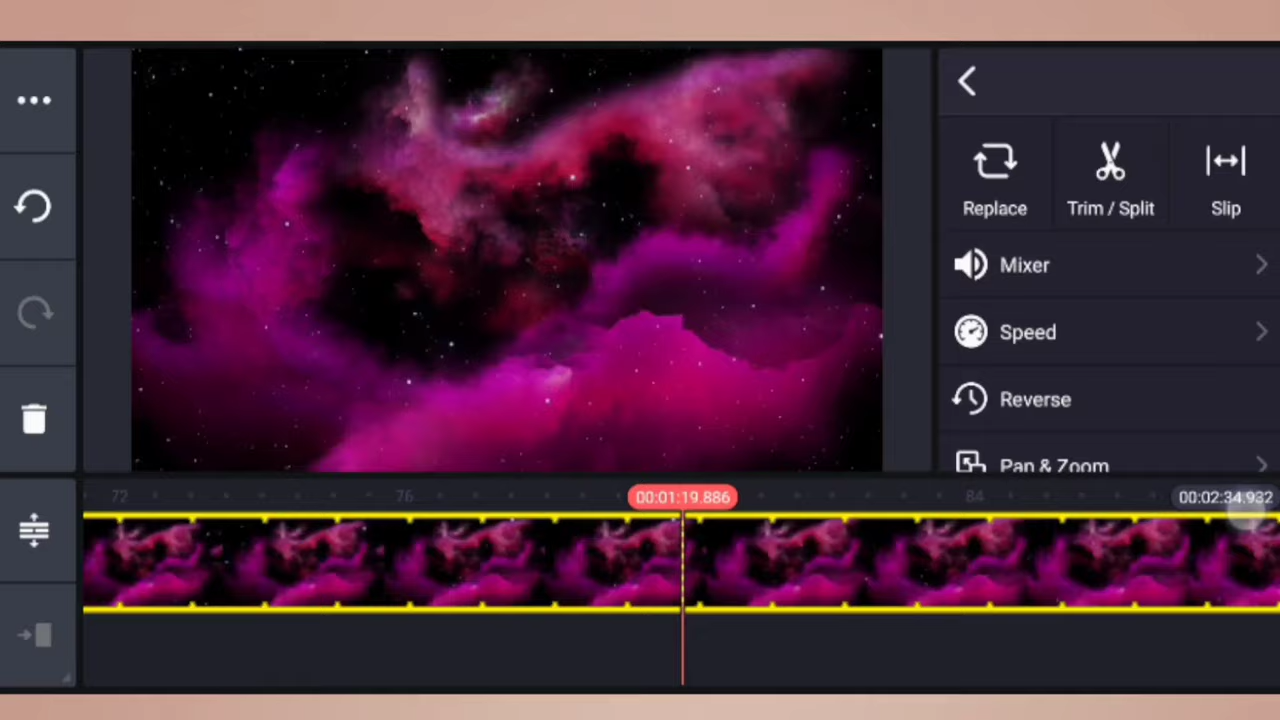 Replace
Trim / Split
Slip
Mixer
Speed
Reverse
Pan & Zoom
72
76
00:01:19.886
84
00:02:34.932